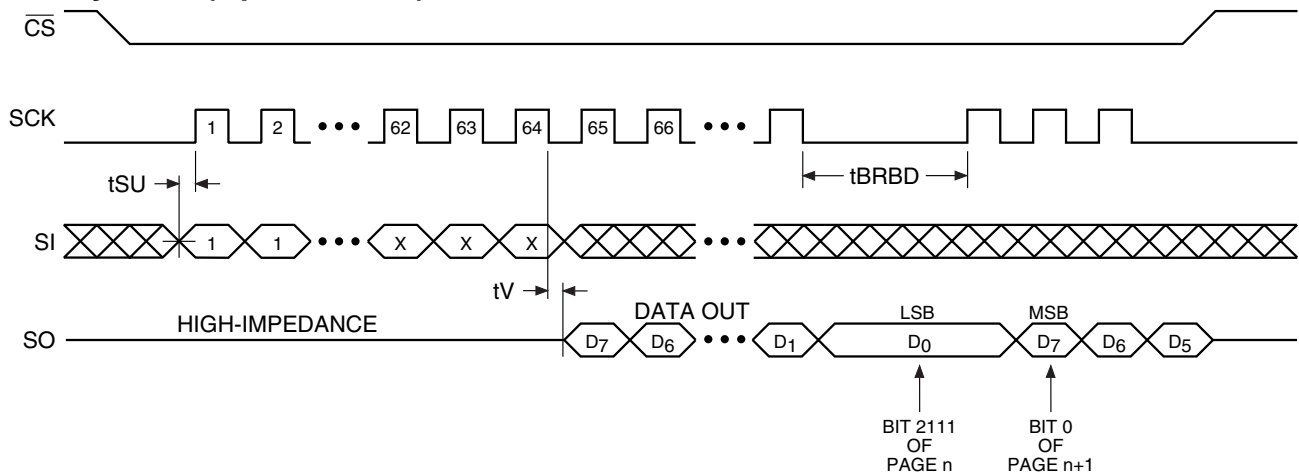 CS
SCK
1 2 ••• 62 63 64 65 66 •••
tSU
tBRBD
SI
1 1 ••• X X X •••
tV
HIGH-IMPEDANCE
DATA OUT
LSB
MSB
SO
D7 D6 ••• D1 D0 D7 D6 D5
BIT 2111
OF
PAGE n
BIT 0
OF
PAGE n+1